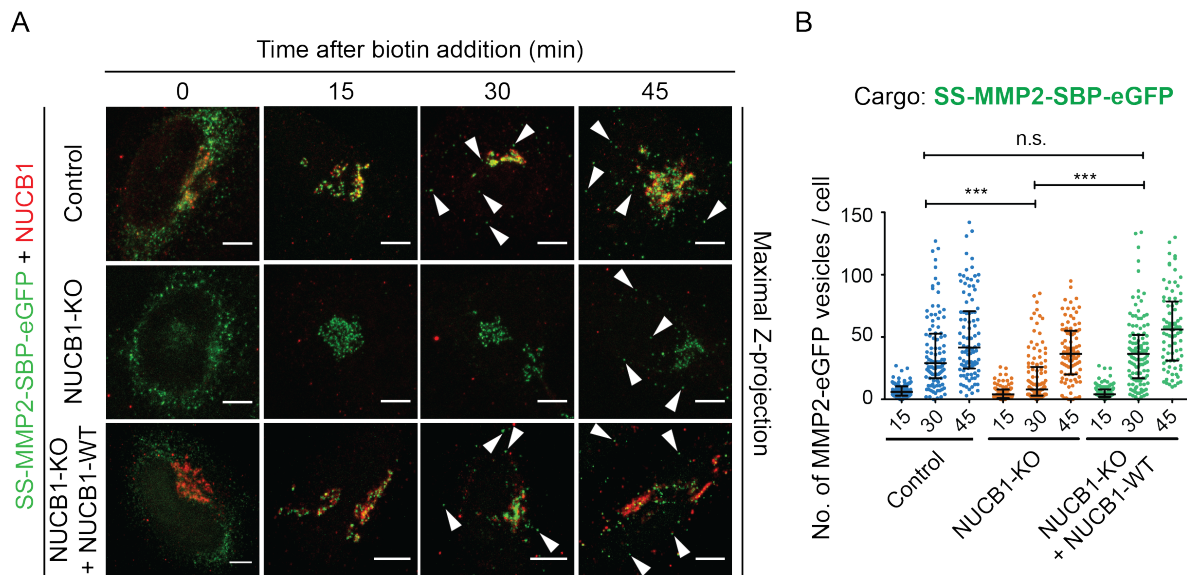 A
Time after biotin addition (min)
0 15 30 45
SS-MMP2-SBP-eGFP + NUCB1
Control
NUCB1-KO
NUCB1-KO
+ NUCB1-WT
Maximal Z-projection
B
Cargo: SS-MMP2-SBP-eGFP
n.s.
***
***
No. of MMP2-eGFP vesicles / cell
150
100
50
0
15 30 45 15 30 45 15 30 45
Control
NUCB1-KO
NUCB1-KO
+ NUCB1-WT